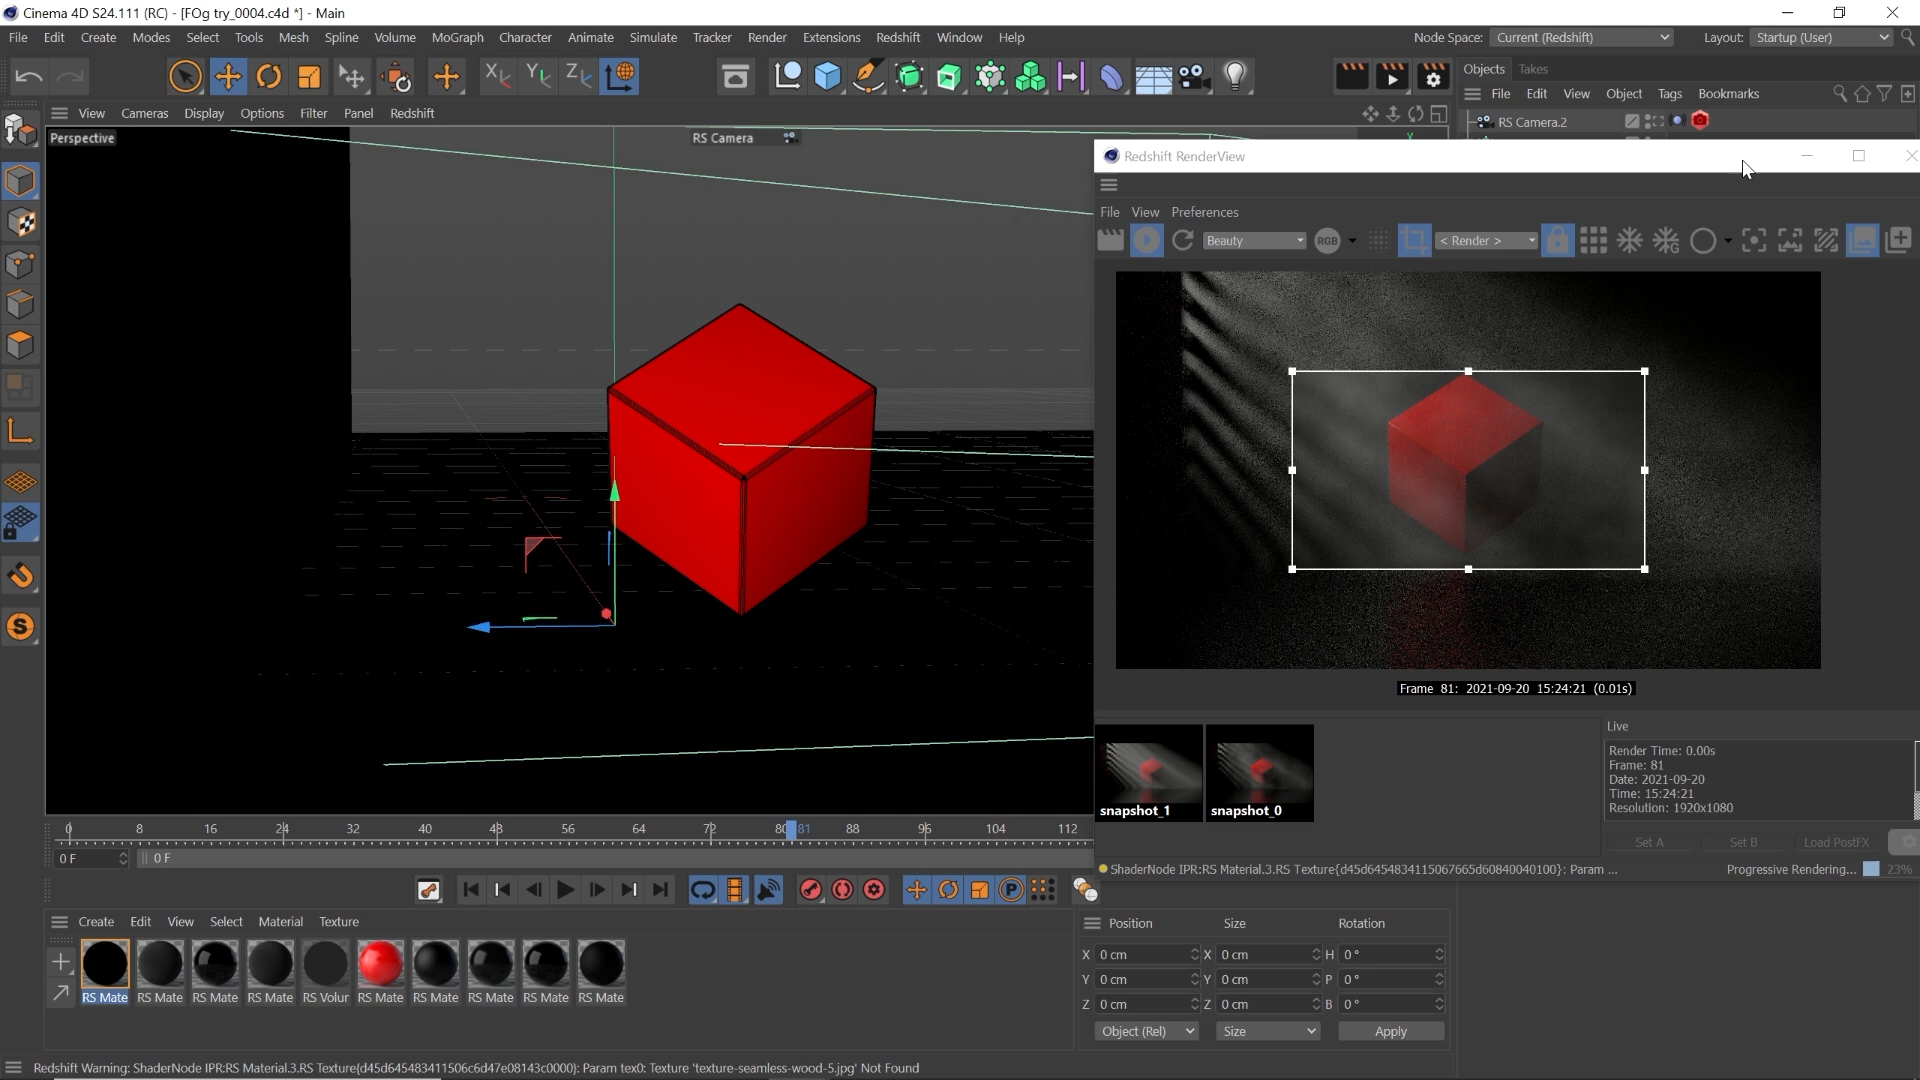 Cinema 4D S24.111 (RC) - [FOg try_0004.c4d *] - Main
File Edit Create Modes Select Tools Mesh Spline Volume MoGraph Character Animate Simulate Tracker Render Extensions Redshift Window Help
Node Space: Current (Redshift) Layout: Startup (User)
X Y Z
Objects Takes
File Edit View Object Tags Bookmarks
RS Camera.2
View Cameras Display Options Filter Panel Redshift
Perspective
RS Camera
Y
Redshift RenderView
File View Preferences
Beauty RGB < Render > G
Frame 81: 2021-09-20 15:24:21 (0.01s)
snapshot_1 snapshot_0
Live
Render Time: 0.00s
Frame: 81
Date: 2021-09-20
Time: 15:24:21
Resolution: 1920x1080
Set A Set B Load PostFX
ShaderNode IPR:RS Material.3.RS Texture{d45d6454834115067665d60840040100}: Param ...
Progressive Rendering... 23%
0 8 16 24 32 40 48 56 64 72 80 81 88 96 104 112
0 F 0 F
P
Create Edit View Select Material Texture
RS Mate RS Mate RS Mate RS Mate RS Volur RS Mate RS Mate RS Mate RS Mate RS Mate
Position Size Rotation
X 0 cm X 0 cm H 0 °
Y 0 cm Y 0 cm P 0 °
Z 0 cm Z 0 cm B 0 °
Object (Rel) Size Apply
Redshift Warning: ShaderNode IPR:RS Material.3.RS Texture(d45d645483411506c6d47e08143c0000): Param tex0: Texture 'texture-seamless-wood-5.jpg' Not Found